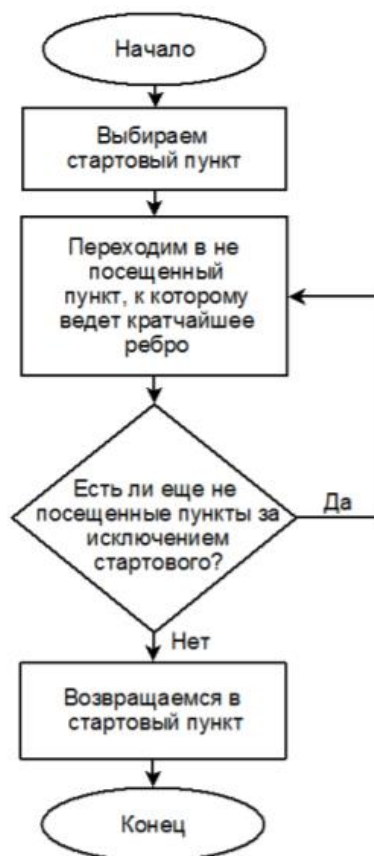 Начало
Выбираем
стартовый пункт
Переходим в не
посещенный
пункт, к которому
ведет кратчайшее
ребро
Есть ли еще не
посещенные пункты за
исключением
стартового?
Да
Нет
Возвращаемся в
стартовый пункт
Конец